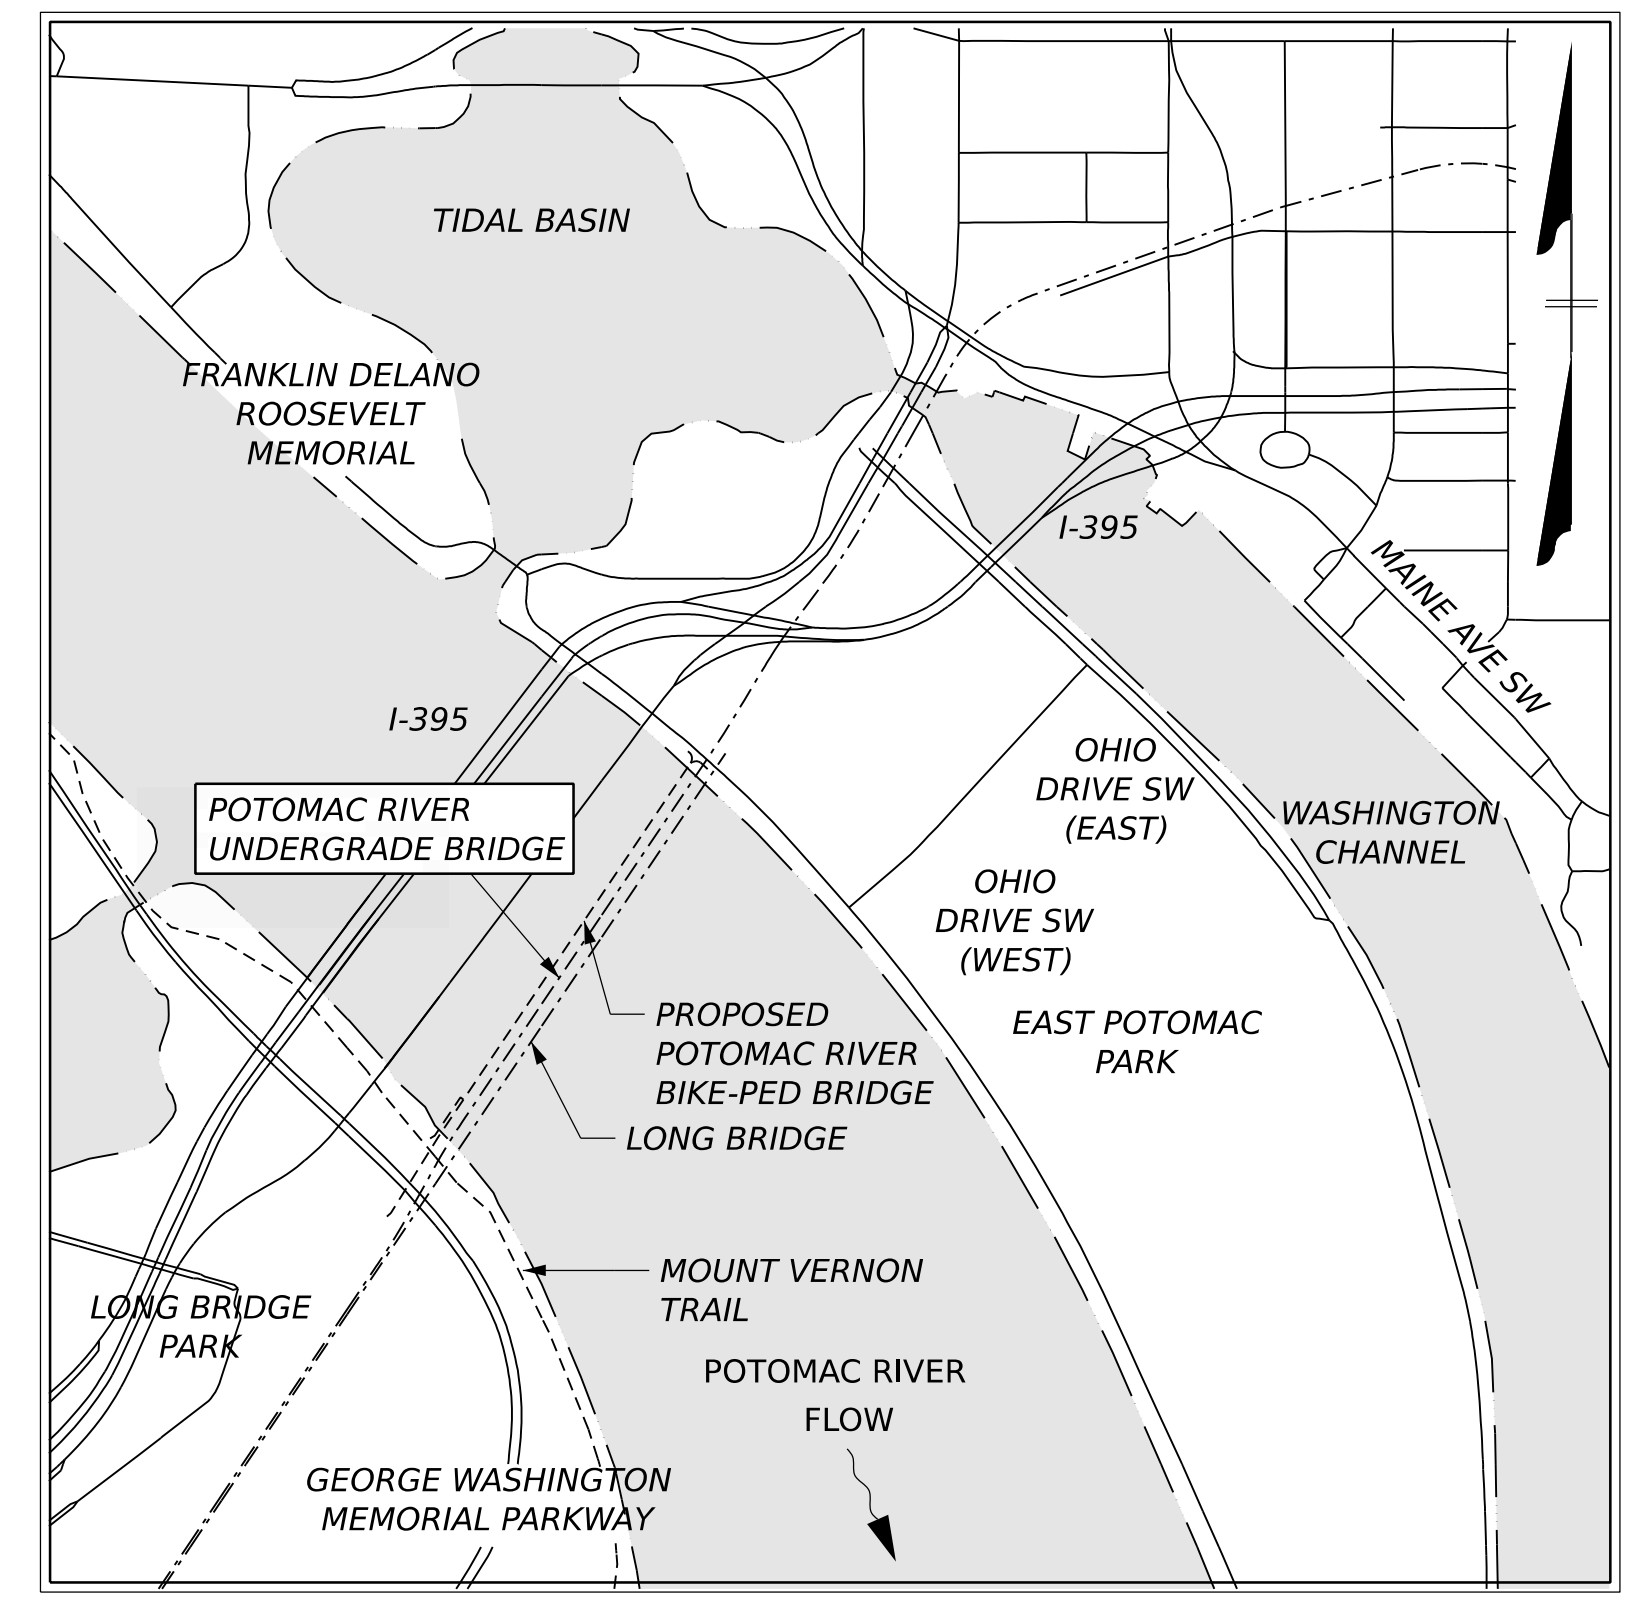 TIDAL BASIN
FRANKLIN DELANO
ROOSEVELT
MEMORIAL
I-395
MAINE AVE SW
I-395
POTOMAC RIVER
UNDERGRADE BRIDGE
OHIO
DRIVE SW
(EAST)
WASHINGTON
CHANNEL
OHIO
DRIVE SW
(WEST)
PROPOSED
POTOMAC RIVER
BIKE-PED BRIDGE
EAST POTOMAC
PARK
LONG BRIDGE
MOUNT VERNON
TRAIL
LONG BRIDGE
PARK
POTOMAC RIVER
FLOW
GEORGE WASHINGTON
MEMORIAL PARKWAY